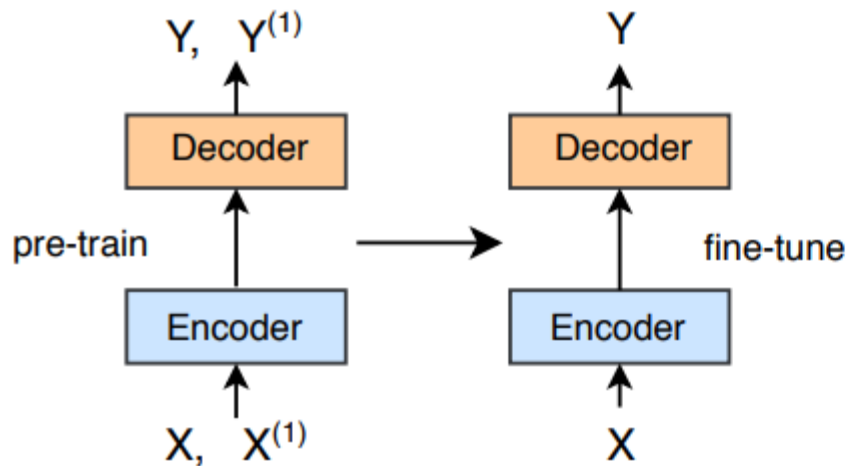 Y, Y^(1) Y
Decoder Decoder
pre-train fine-tune
Encoder Encoder
X, X^(1) X